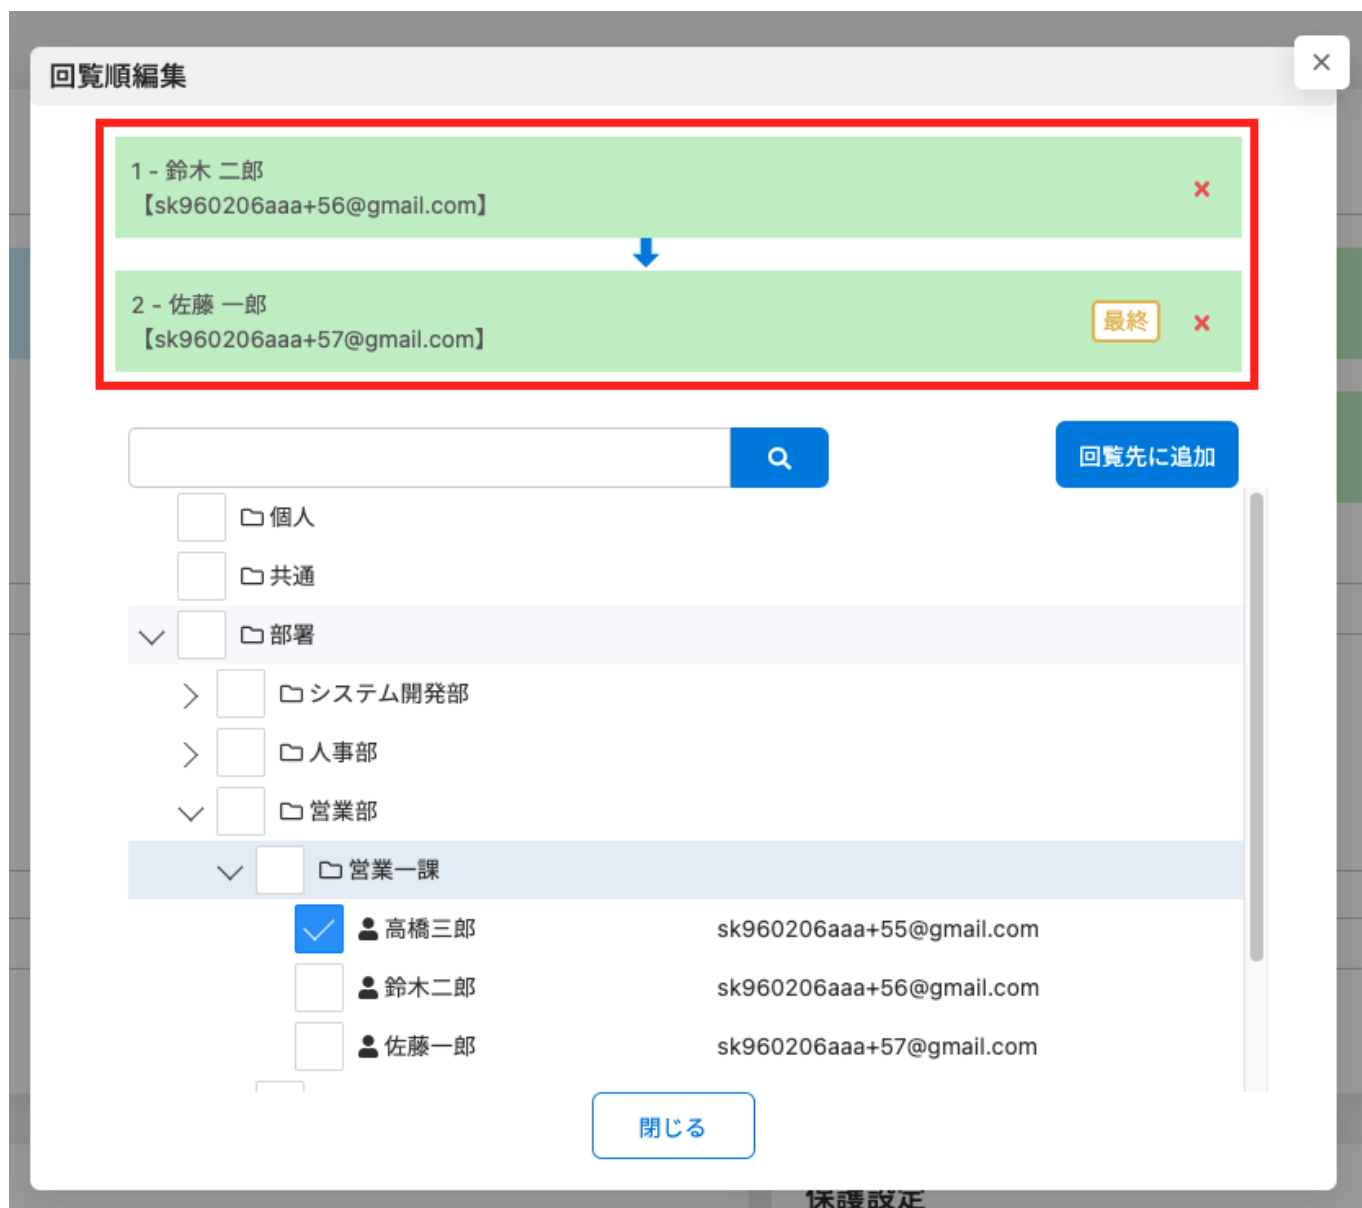 回覧順編集
1 - 鈴木 二郎
【sk960206aaa+56@gmail.com】
2 - 佐藤 一郎
【sk960206aaa+57@gmail.com】
最終
回覧先に追加
個人
共通
部署
システム開発部
人事部
営業部
営業一課
高橋三郎 sk960206aaa+55@gmail.com
鈴木二郎 sk960206aaa+56@gmail.com
佐藤一郎 sk960206aaa+57@gmail.com
閉じる
保護設定